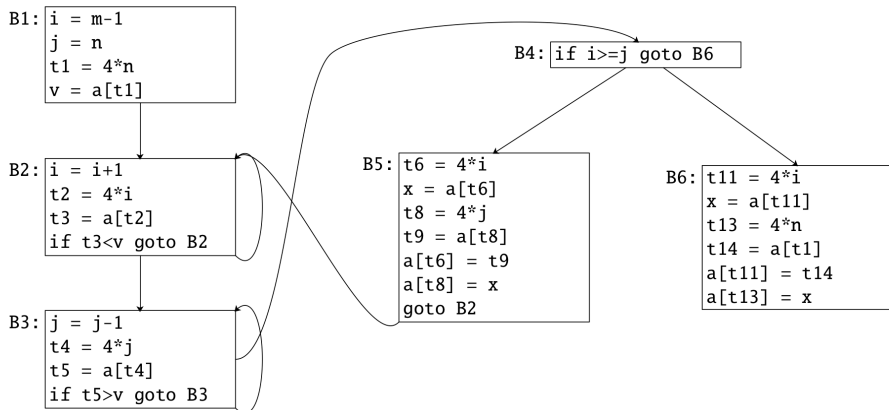 B1: i = m-1
j = n
t1 = 4*n
v = a[t1]
B2: i = i+1
t2 = 4*i
t3 = a[t2]
if t3<v goto B2
B3: j = j-1
t4 = 4*j
t5 = a[t4]
if t5>v goto B3
B4: if i>=j goto B6
B5: t6 = 4*i
x = a[t6]
t8 = 4*j
t9 = a[t8]
a[t6] = t9
a[t8] = x
goto B2
B6: t11 = 4*i
x = a[t11]
t13 = 4*n
t14 = a[t1]
a[t11] = t14
a[t13] = x